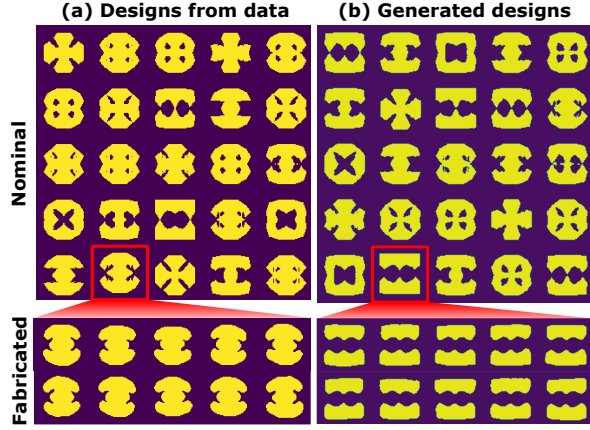 (a) Designs from data
(b) Generated designs
Nominal
Fabricated